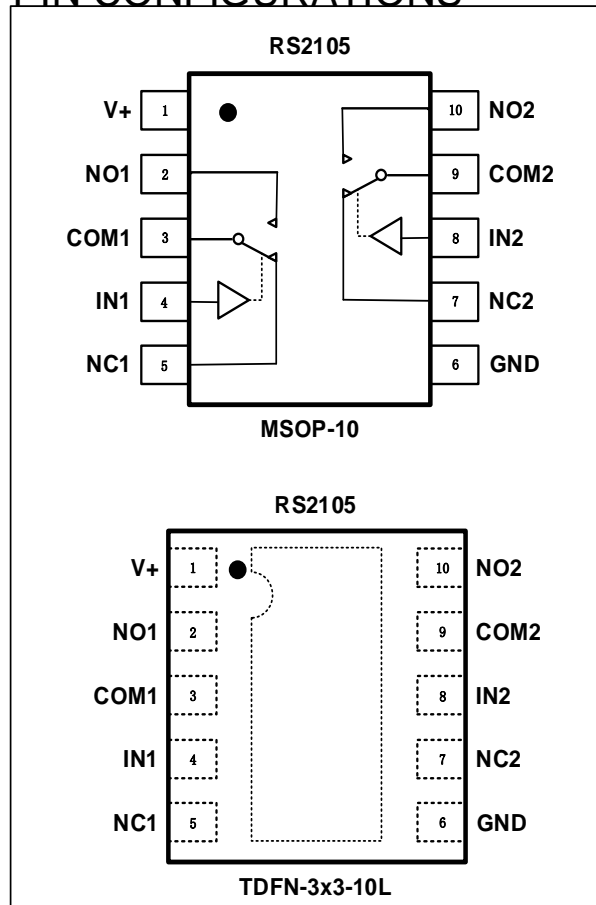 PIN CONFIGURATIONS
RS2105
V+ 1 10 NO2
NO1 2 9 COM2
COM1 3 8 IN2
IN1 4 7 NC2
NC1 5 6 GND
MSOP-10
RS2105
V+ 1 10 NO2
NO1 2 9 COM2
COM1 3 8 IN2
IN1 4 7 NC2
NC1 5 6 GND
TDFN-3x3-10L